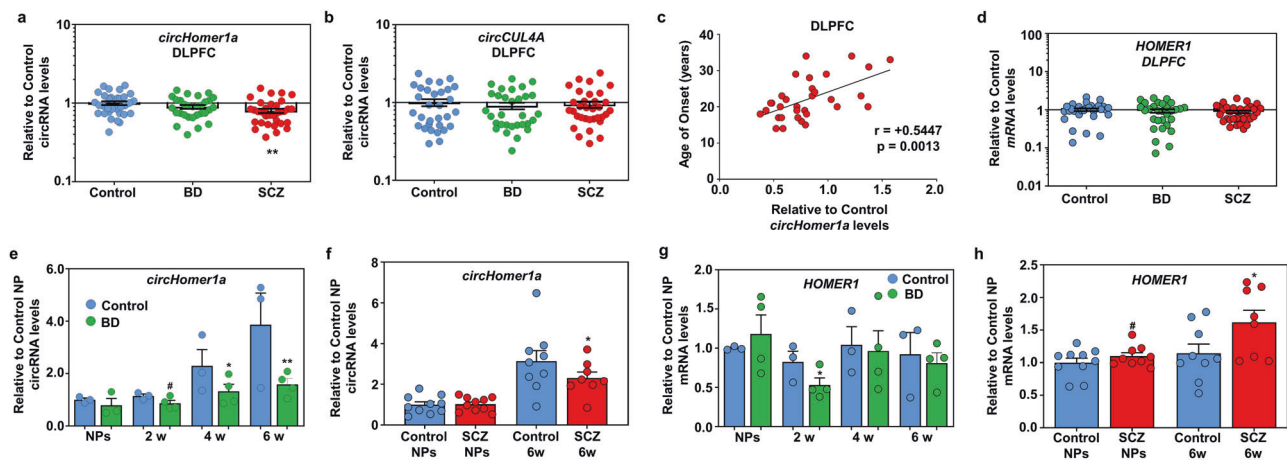 a
circHomer1a
DLPFC
Relative to Control
circRNA levels
10
1
0.1
Control
BD
SCZ
**
b
circCUL4A
DLPFC
Relative to Control
circRNA levels
10
1
0.1
Control
BD
SCZ
c
DLPFC
Age of Onset (years)
40
30
20
10
0
0.0
0.5
1.0
1.5
2.0
r = +0.5447
p = 0.0013
Relative to Control
circHomer1a levels
d
HOMER1
DLPFC
Relative to Control
mRNA levels
100
10
1
0.1
0.01
Control
BD
SCZ
e
circHomer1a
Relative to Control NP
circRNA levels
6.0
4.0
2.0
0.0
Control
BD
#
*
**
NPs
2 w
4 w
6 w
f
circHomer1a
Relative to Control NP
circRNA levels
8
6
4
2
0
*
Control
NPs
SCZ
NPs
Control
6w
SCZ
6w
g
HOMER1
Relative to Control NP
mRNA levels
2.0
1.5
1.0
0.5
0.0
Control
BD
*
NPs
2 w
4 w
6 w
h
HOMER1
Relative to Control NP
mRNA levels
2.5
2.0
1.5
1.0
0.5
0.0
#
*
Control
NPs
SCZ
NPs
Control
6w
SCZ
6w